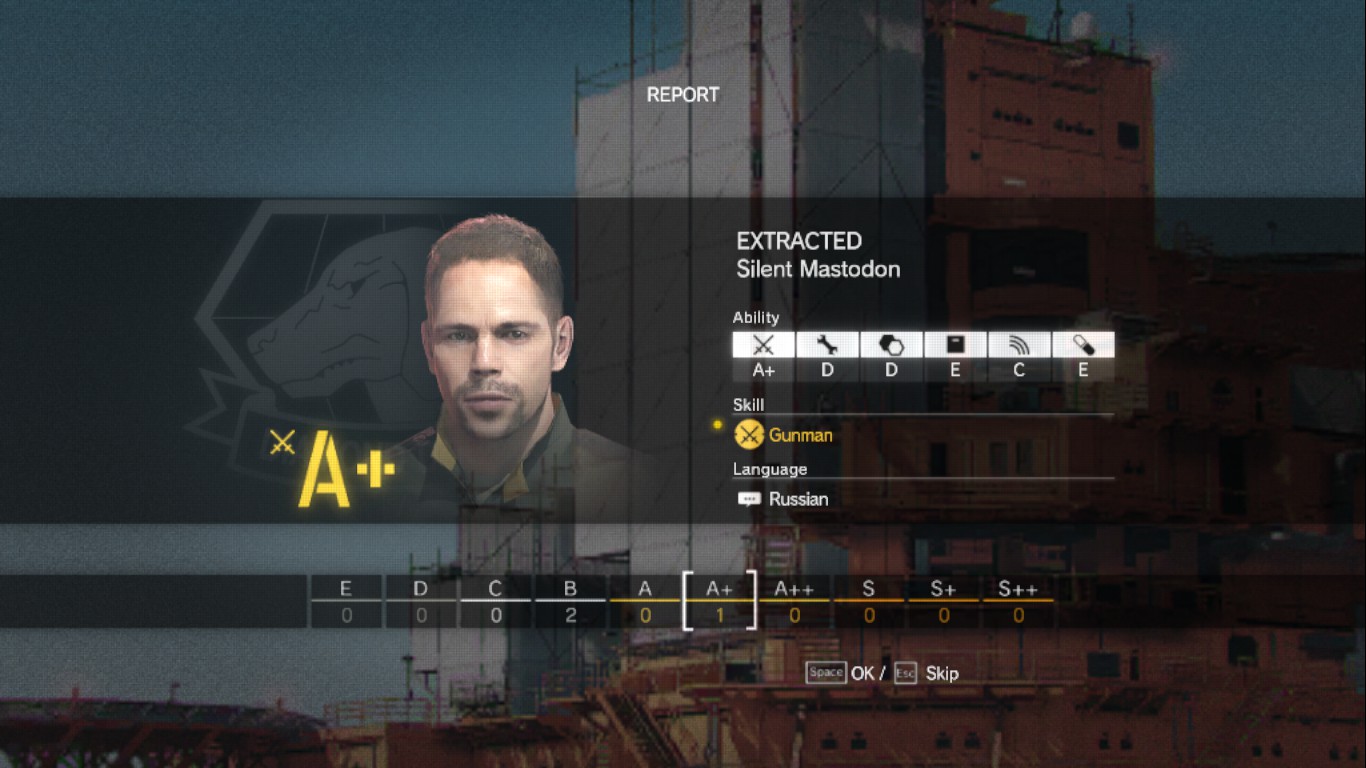 REPORT
EXTRACTED
Silent Mastodon
Ability
A+ D D E C E
Skill
Gunman
Language
Russian
A+
E D C B A A+ A++ S S+ S++
0 0 0 2 0 1 0 0 0 0
Space OK / Esc Skip